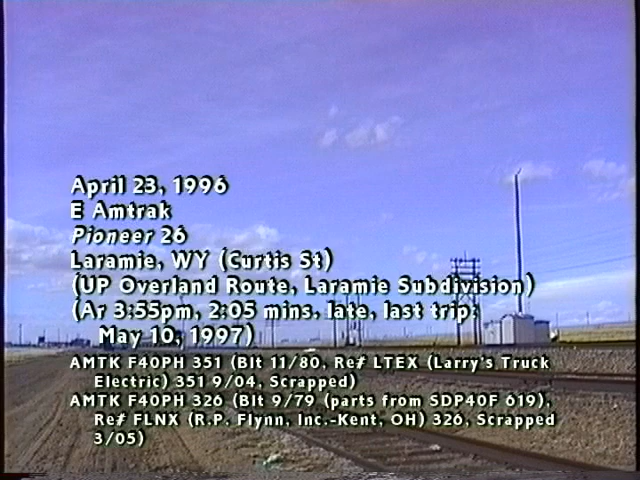 April 23, 1996
E Amtrak
Pioneer 26
Laramie, WY (Curtis St)
(UP Overland Route, Laramie Subdivision)
(Ar 3:55pm, 2:05 mins. late, last trip:
May 10, 1997)
AMTK F40PH 351 (Blt 11/80, Re# LTEX (Larry's Truck
Electric) 351 9/04, Scrapped)
AMTK F40PH 326 (Blt 9/79 (parts from SDP40F 619),
Re# FLNX (R.P. Flynn, Inc.-Kent, OH) 326, Scrapped
3/05)